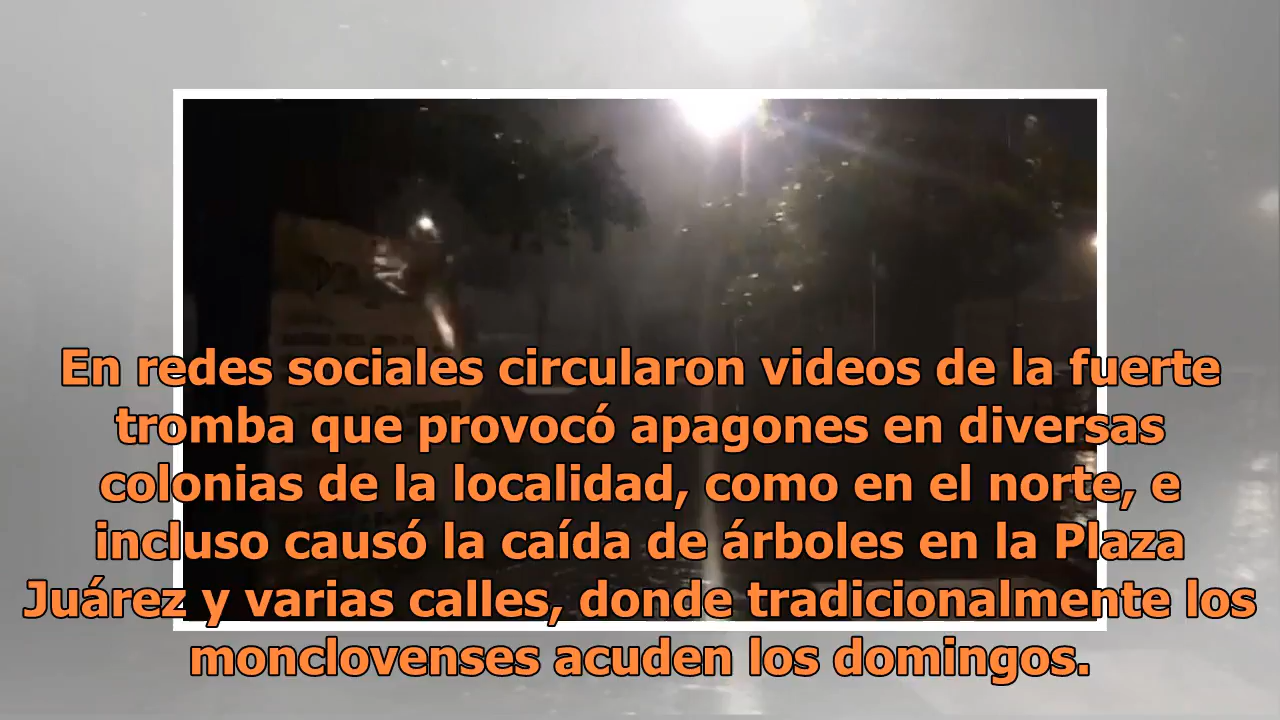 En redes sociales circularon videos de la fuerte
tromba que provocó apagones en diversas
colonias de la localidad, como en el norte, e
incluso causó la caída de árboles en la Plaza
Juárez y varias calles, donde tradicionalmente los
monclovenses acuden los domingos.